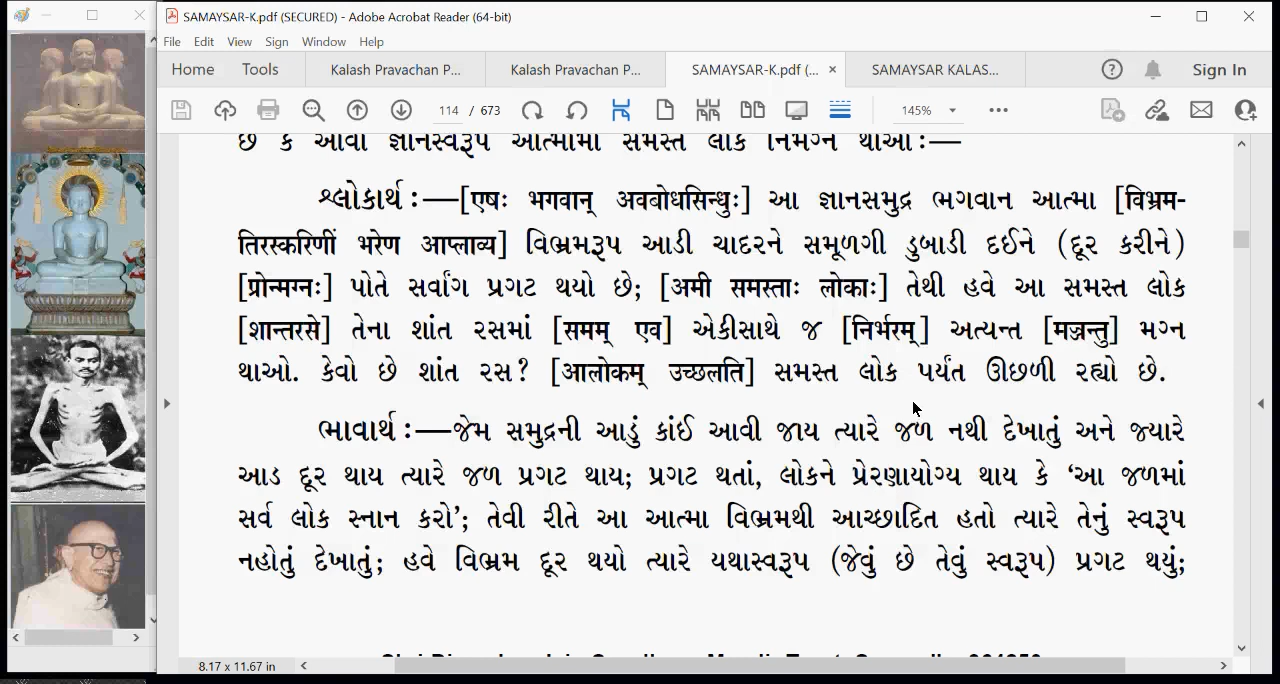 SAMAYSAR-K.pdf (SECURED) - Adobe Acrobat Reader (64-bit)
File Edit View Sign Window Help
Home Tools Kalash Pravachan P... Kalash Pravachan P... SAMAYSAR-K.pdf (... × SAMAYSAR KALAS... Sign In
114 / 673 145%
છે કે આવા જ્ઞાનસ્વરૂપ આત્મામાં સમસ્ત લોક નિમગ્ન થાઓ:—
શ્લોકાર્થ:—[एषः भगवान् अवबोधसिन्धुः] આ જ્ઞાનસમુદ્ર ભગવાન આત્મા [विभ्रम-
तिरस्करिणीं भरेण आप्लाव्य] વિભ્રમરૂપ આડી ચાદરને સમૂળગી ડુબાડી દઈને (દૂર કરીને)
[प्रोन्मग्नः] પોતે સર્વાંગ પ્રગટ થયો છે; [अमी समस्ताः लोकाः] તેથી હવે આ સમસ્ત લોક
[शान्तरसे] તેના શાંત રસમાં [समम् एव] એકીસાથે જ [निर्भरम्] અત્યન્ત [मज्जन्तु] મગ્ન
થાઓ. કેવો છે શાંત રસ? [आलोकम् उच्छलति] સમસ્ત લોક પર્યંત ઊછળી રહ્યો છે.
ભાવાર્થ:—જેમ સમુદ્રની આડું કાંઈ આવી જાય ત્યારે જળ નથી દેખાતું અને જ્યારે
આડ દૂર થાય ત્યારે જળ પ્રગટ થાય; પ્રગટ થતાં, લોકને પ્રેરણાયોગ્ય થાય કે ‘આ જળમાં
સર્વ લોક સ્નાન કરો’; તેવી રીતે આ આત્મા વિભ્રમથી આચ્છાદિત હતો ત્યારે તેનું સ્વરૂપ
નહોતું દેખાતું; હવે વિભ્રમ દૂર થયો ત્યારે યથાસ્વરૂપ (જેવું છે તેવું સ્વરૂપ) પ્રગટ થયું;
8.17 x 11.67 in